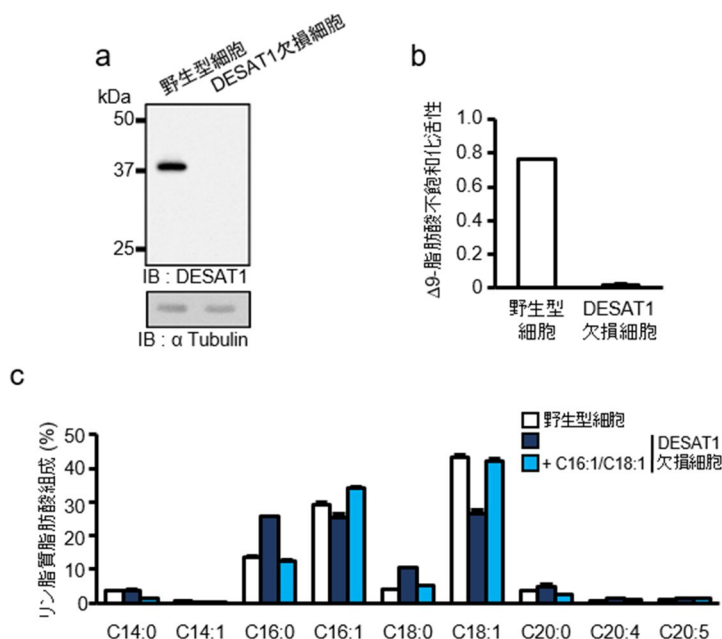 a
野生型細胞
DESAT1欠損細胞
kDa
50
37
25
IB : DESAT1
IB : α Tubulin
b
Δ9-脂肪酸不飽和化活性
1.0
0.8
0.6
0.4
0.2
0
野生型
細胞
DESAT1
欠損細胞
c
リン脂質脂肪酸組成 (%)
50
40
30
20
10
0
野生型細胞
+ C16:1/C18:1
DESAT1
欠損細胞
C14:0 C14:1 C16:0 C16:1 C18:0 C18:1 C20:0 C20:4 C20:5